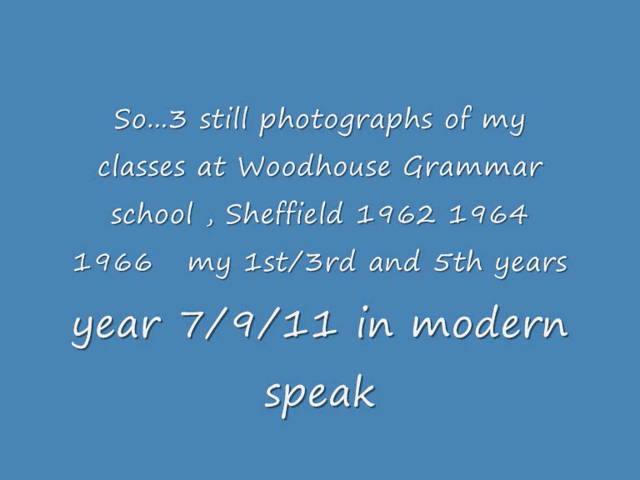 So...3 still photographs of my
classes at Woodhouse Grammar
school , Sheffield 1962 1964
1966 my 1st/3rd and 5th years
year 7/9/11 in modern
speak